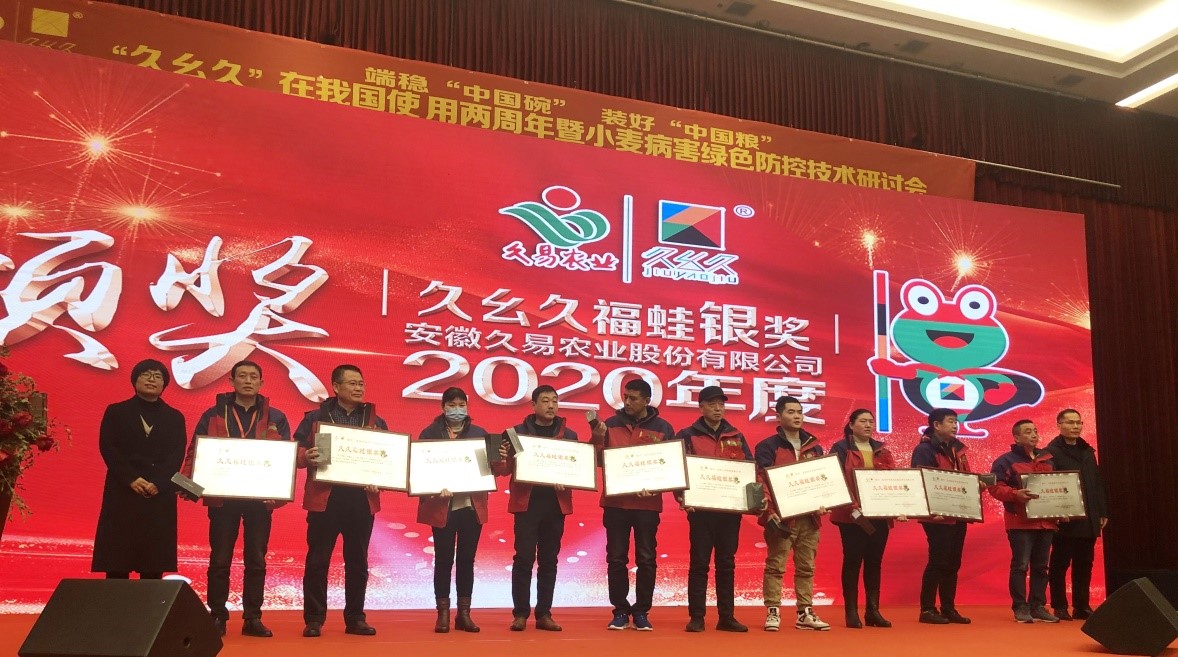 端稳“中国碗” 装好“中国粮”
“久幺久”在我国使用两周年暨小麦病害绿色防控技术研讨会
久易农业
久幺久
®
JIUYAOJIU
颁奖
久幺久福蛙银奖
安徽久易农业股份有限公司
2020年度